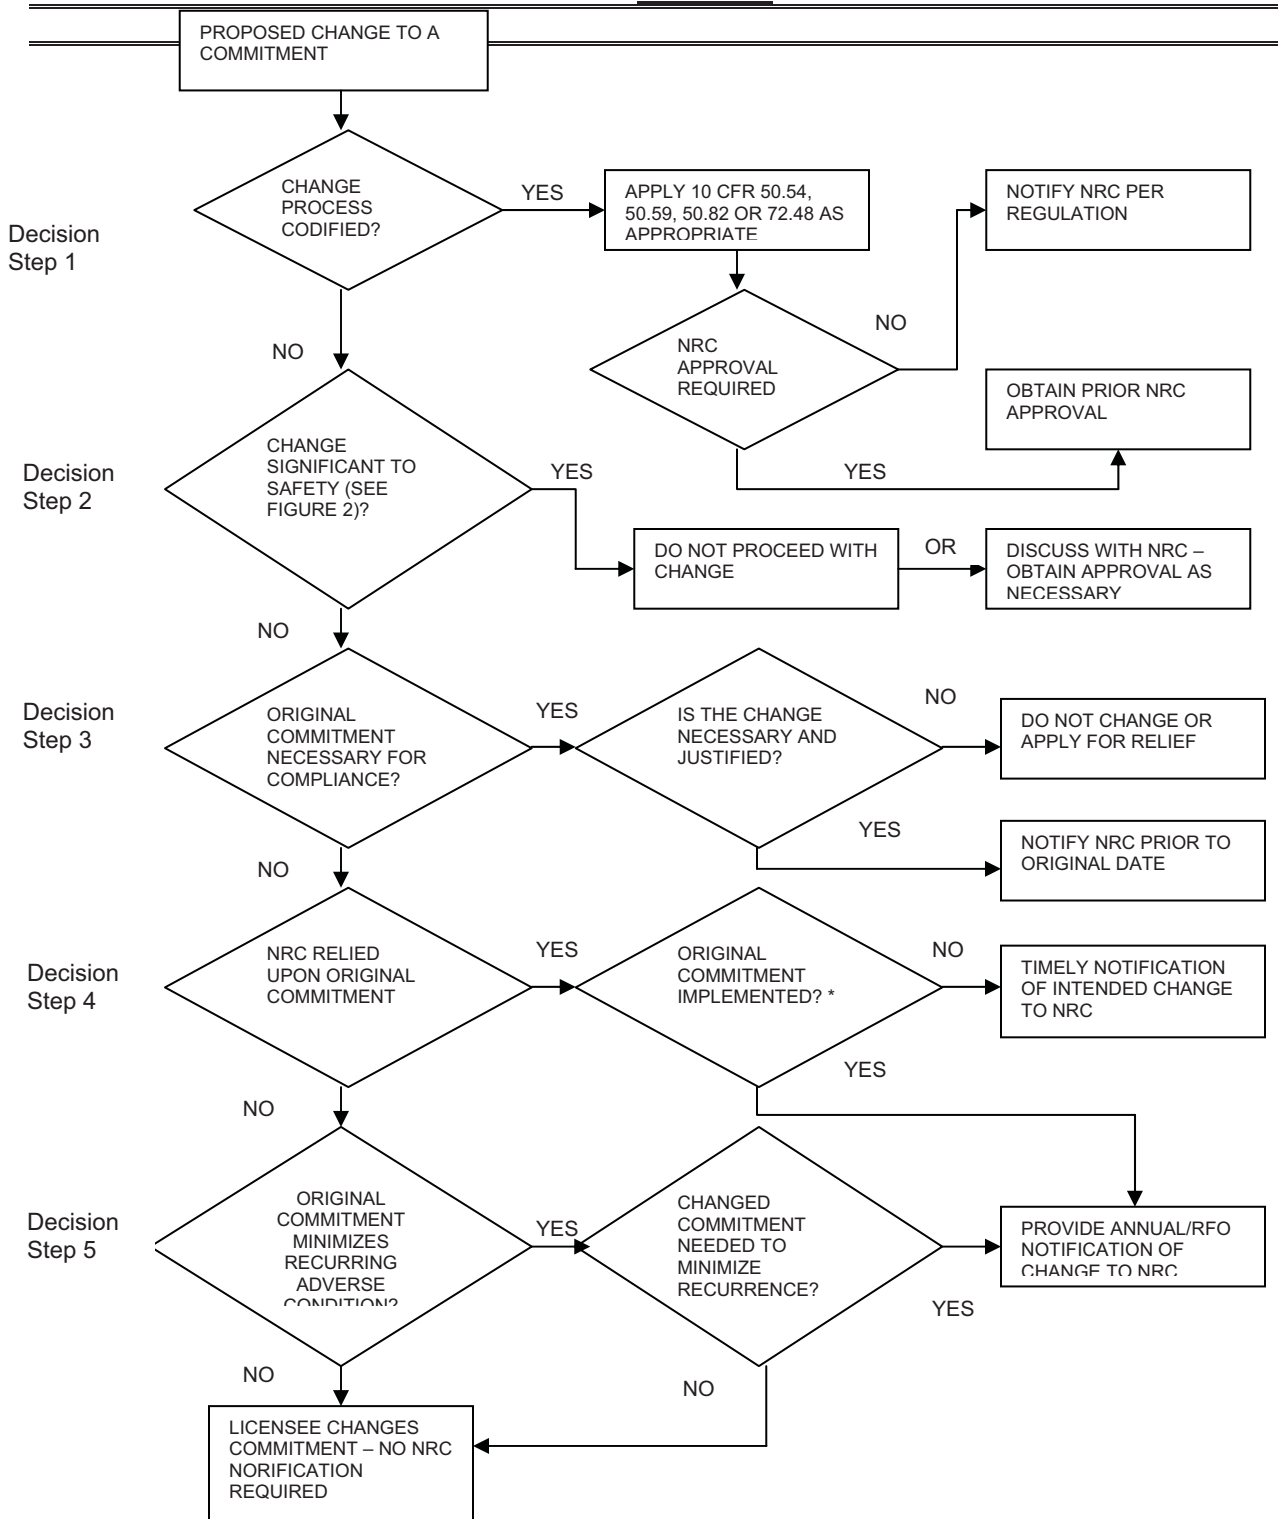 PROPOSED CHANGE TO A
COMMITMENT
Decision
Step 1
CHANGE
PROCESS
CODIFIED?
YES
APPLY 10 CFR 50.54,
50.59, 50.82 OR 72.48 AS
APPROPRIATE
NOTIFY NRC PER
REGULATION
NO
NRC
APPROVAL
REQUIRED
NO
OBTAIN PRIOR NRC
APPROVAL
YES
Decision
Step 2
CHANGE
SIGNIFICANT TO
SAFETY (SEE
FIGURE 2)?
YES
DO NOT PROCEED WITH
CHANGE
OR
DISCUSS WITH NRC –
OBTAIN APPROVAL AS
NECESSARY
NO
Decision
Step 3
ORIGINAL
COMMITMENT
NECESSARY FOR
COMPLIANCE?
YES
IS THE CHANGE
NECESSARY AND
JUSTIFIED?
NO
DO NOT CHANGE OR
APPLY FOR RELIEF
YES
NOTIFY NRC PRIOR TO
ORIGINAL DATE
NO
Decision
Step 4
NRC RELIED
UPON ORIGINAL
COMMITMENT
YES
ORIGINAL
COMMITMENT
IMPLEMENTED? *
NO
TIMELY NOTIFICATION
OF INTENDED CHANGE
TO NRC
YES
NO
Decision
Step 5
ORIGINAL
COMMITMENT
MINIMIZES
RECURRING
ADVERSE
CONDITION?
YES
CHANGED
COMMITMENT
NEEDED TO
MINIMIZE
RECURRENCE?
YES
PROVIDE ANNUAL/RFO
NOTIFICATION OF
CHANGE TO NRC
NO
NO
LICENSEE CHANGES
COMMITMENT – NO NRC
NORIFICATION
REQUIRED